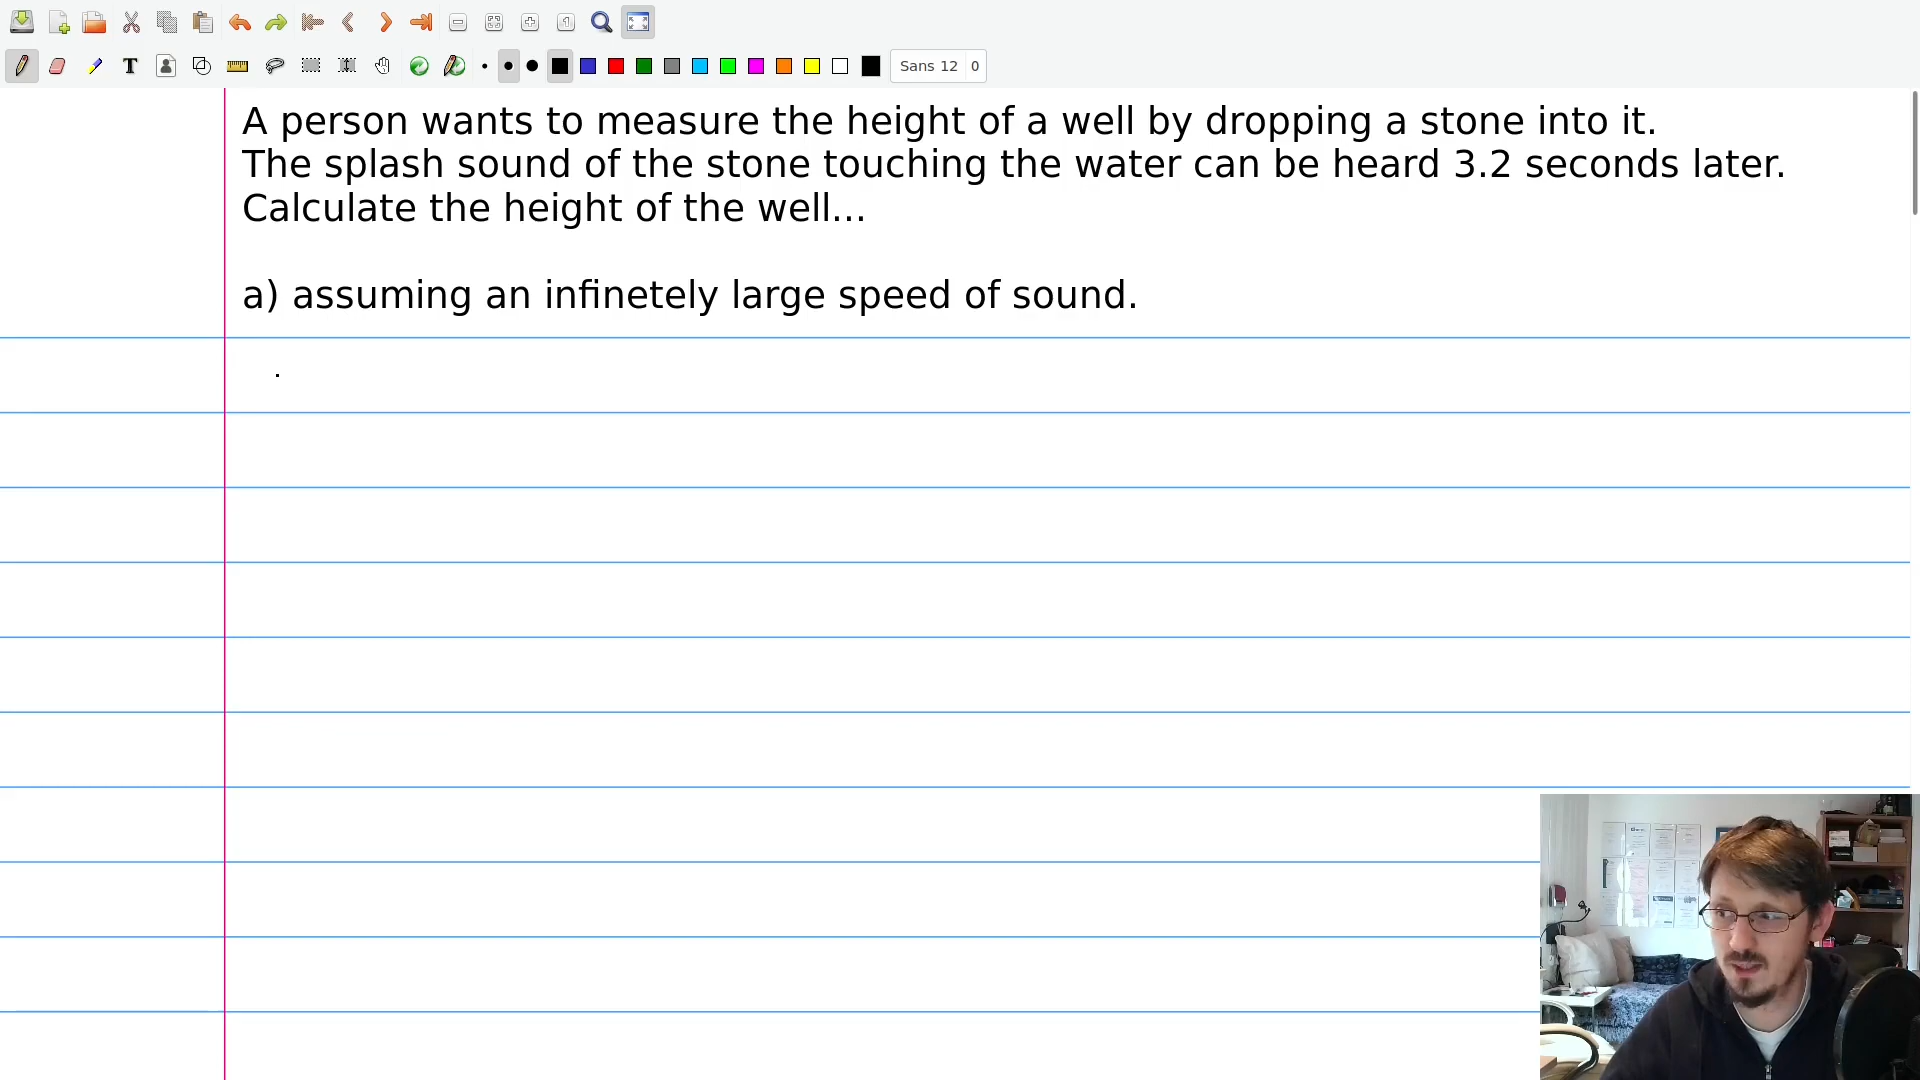 T
Sans 12 0
A person wants to measure the height of a well by dropping a stone into it.
The splash sound of the stone touching the water can be heard 3.2 seconds later.
Calculate the height of the well...
a) assuming an infinetely large speed of sound.